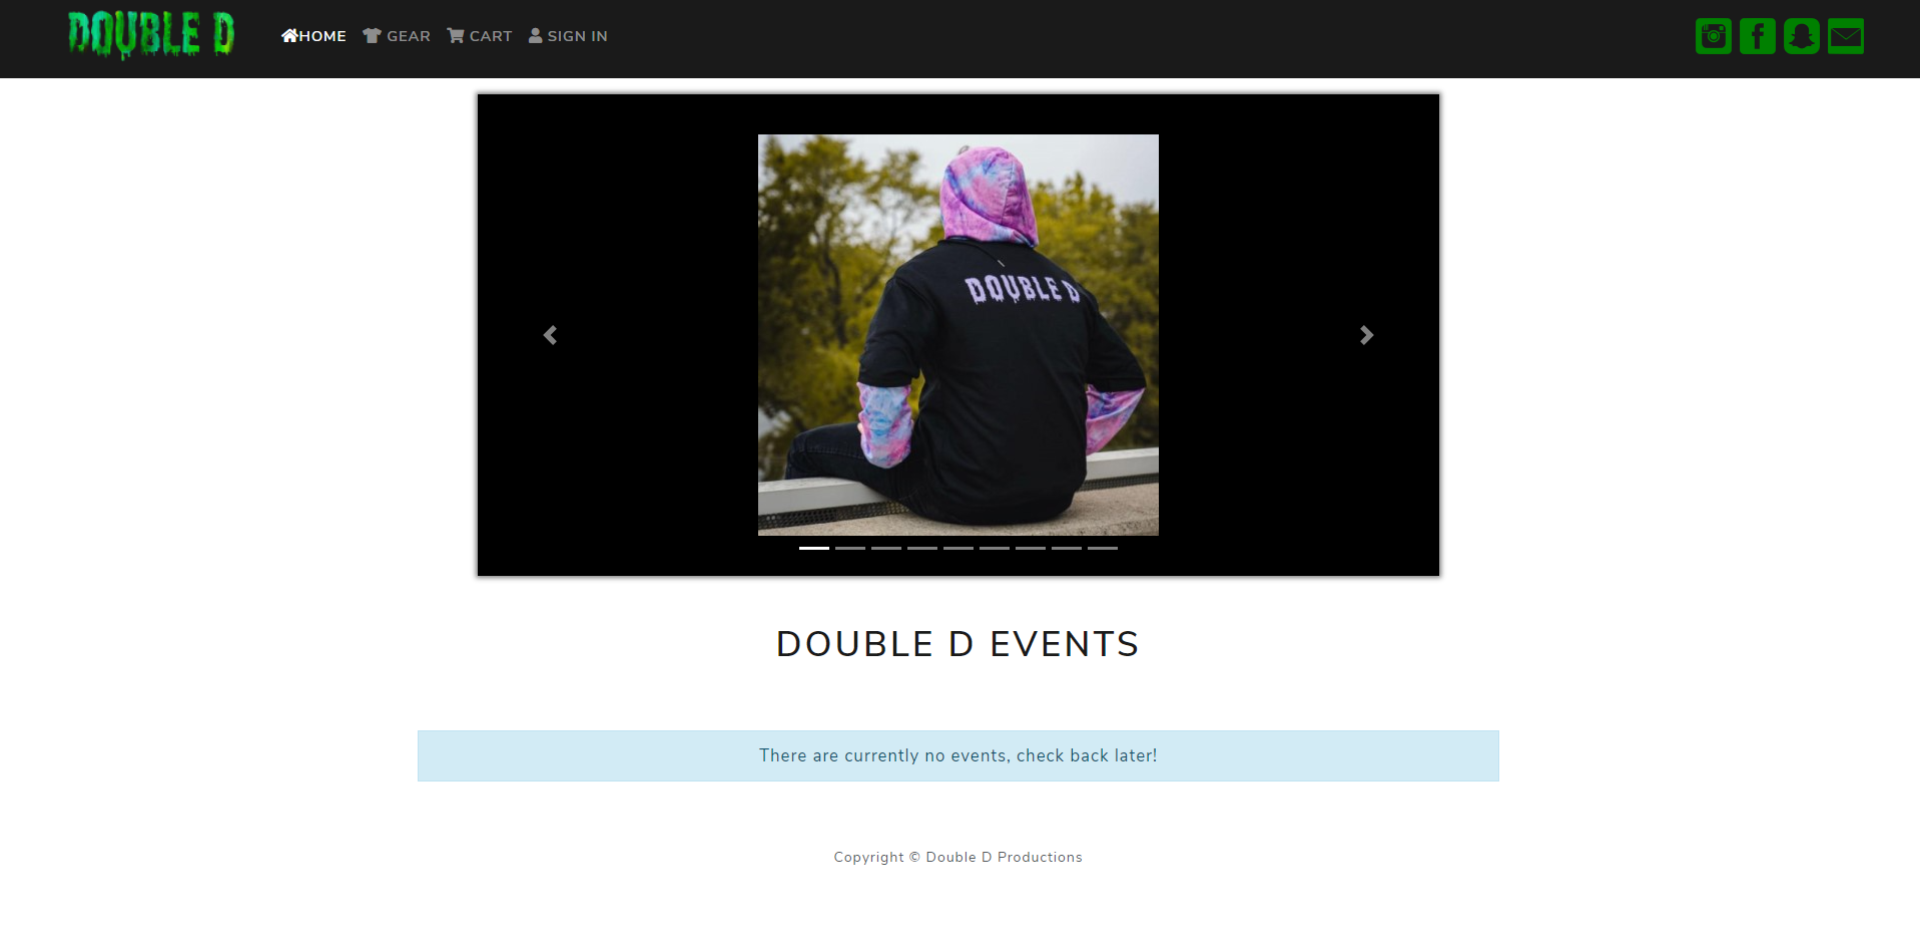 DOUBLE D
HOME GEAR CART SIGN IN
DOUBLE D
DOUBLE D EVENTS
There are currently no events, check back later!
Copyright © Double D Productions